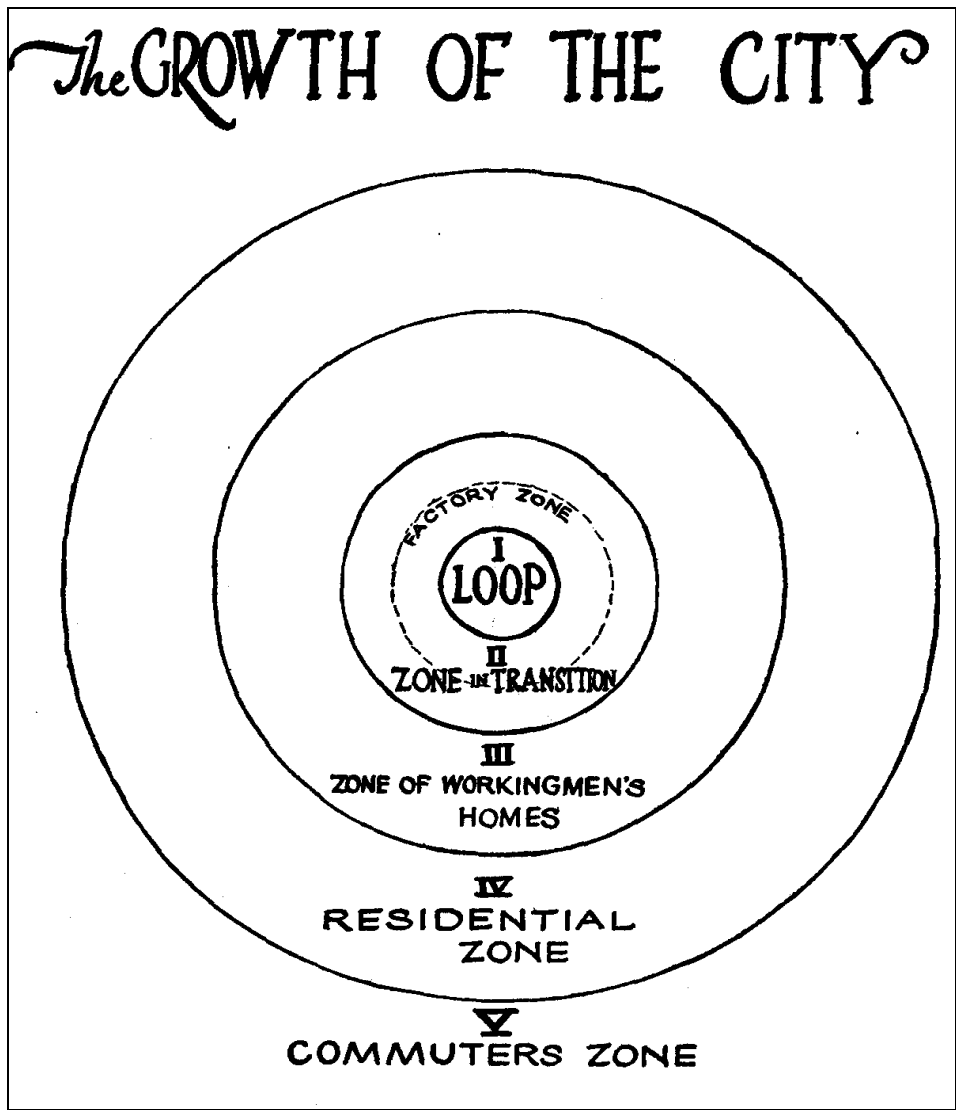 The GROWTH OF THE CITY
FACTORY ZONE
I
LOOP
II
ZONE IN TRANSITION
III
ZONE OF WORKINGMEN'S
HOMES
IV
RESIDENTIAL
ZONE
V
COMMUTERS ZONE